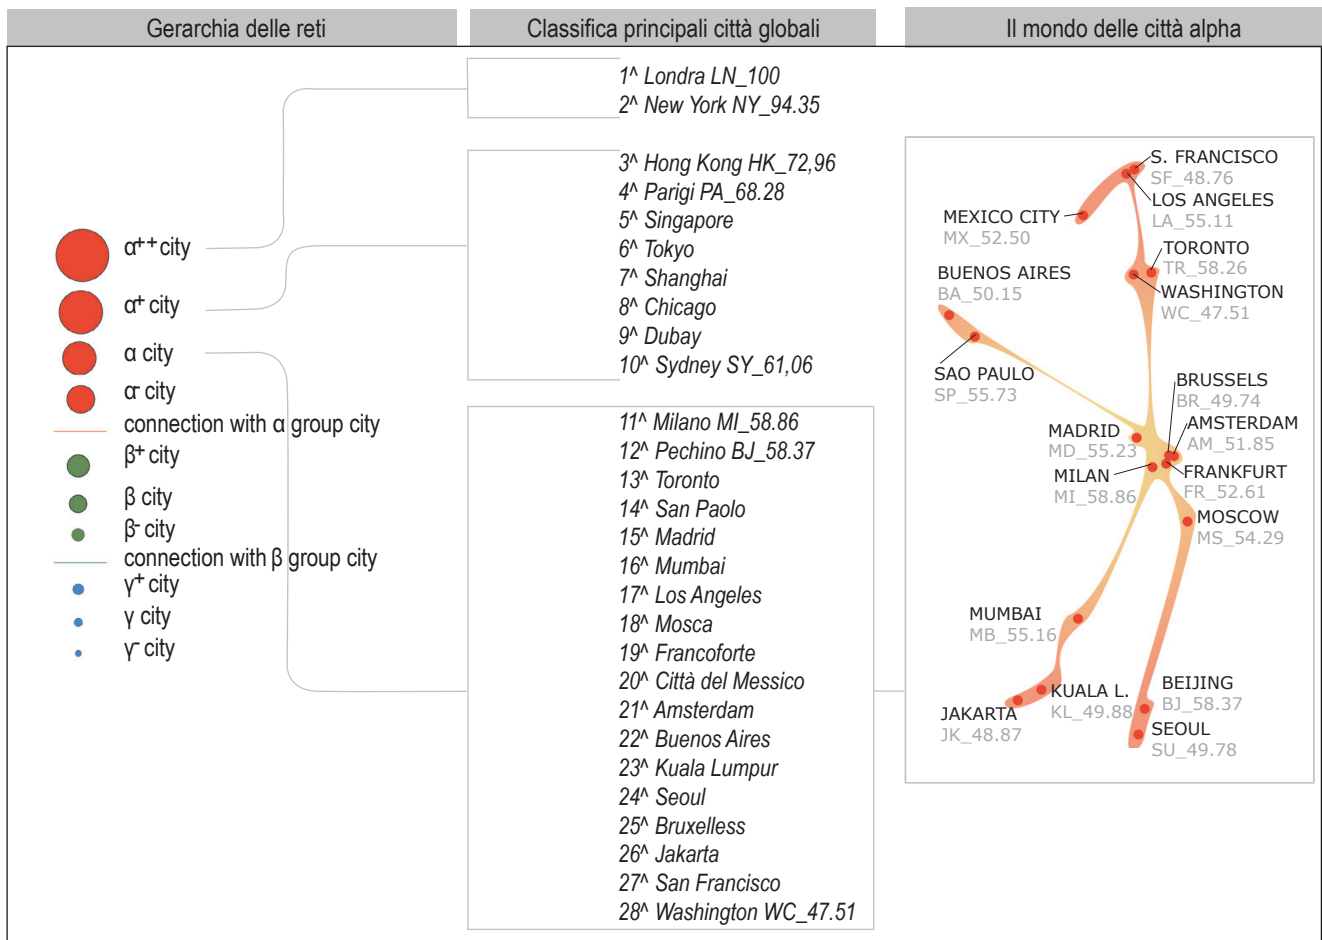 Gerarchia delle reti
Classifica principali città globali
Il mondo delle città alpha
α++ city
α+ city
α city
α- city
connection with α group city
β+ city
β city
β- city
connection with β group city
γ+ city
γ city
γ- city
1^ Londra LN_100
2^ New York NY_94.35
3^ Hong Kong HK_72,96
4^ Parigi PA_68.28
5^ Singapore
6^ Tokyo
7^ Shanghai
8^ Chicago
9^ Dubay
10^ Sydney SY_61,06
11^ Milano MI_58.86
12^ Pechino BJ_58.37
13^ Toronto
14^ San Paolo
15^ Madrid
16^ Mumbai
17^ Los Angeles
18^ Mosca
19^ Francoforte
20^ Città del Messico
21^ Amsterdam
22^ Buenos Aires
23^ Kuala Lumpur
24^ Seoul
25^ Bruxelless
26^ Jakarta
27^ San Francisco
28^ Washington WC_47.51
S. FRANCISCO
SF_48.76
LOS ANGELES
LA_55.11
MEXICO CITY
MX_52.50
TORONTO
TR_58.26
BUENOS AIRES
BA_50.15
WASHINGTON
WC_47.51
SAO PAULO
SP_55.73
BRUSSELS
BR_49.74
AMSTERDAM
AM_51.85
MADRID
MD_55.23
MILAN
MI_58.86
FRANKFURT
FR_52.61
MOSCOW
MS_54.29
MUMBAI
MB_55.16
KUALA L.
KL_49.88
JAKARTA
JK_48.87
BEIJING
BJ_58.37
SEOUL
SU_49.78